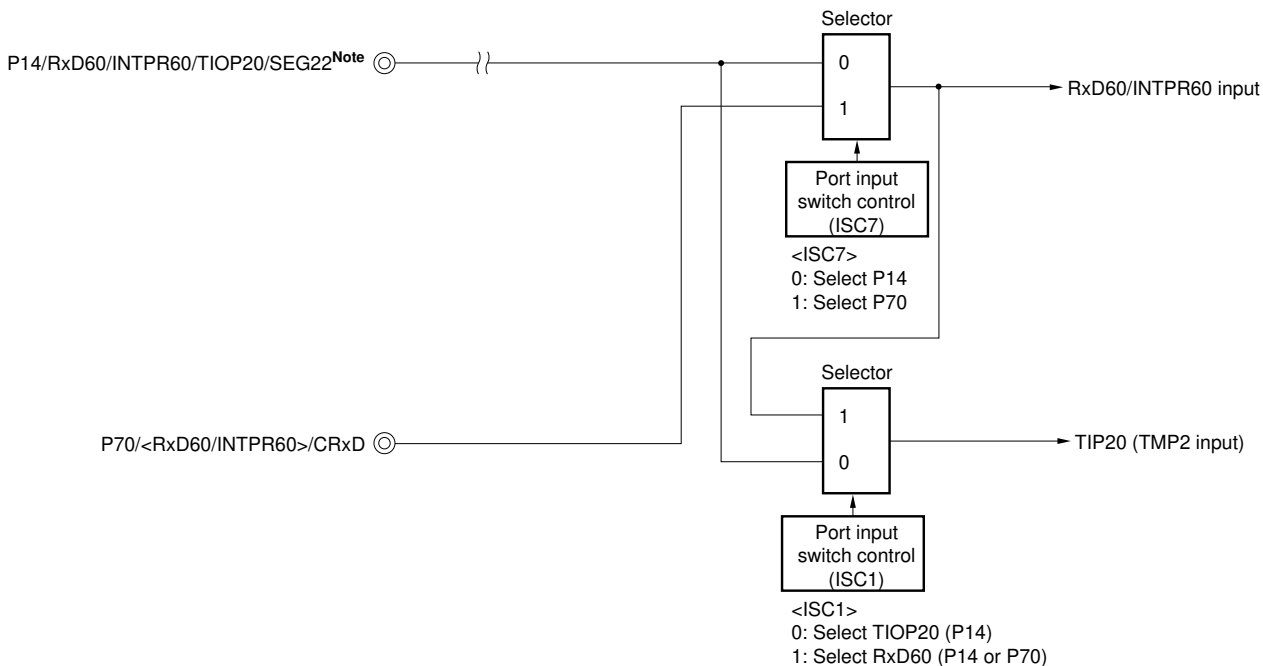 Selector
P14/RxD60/INTPR60/TIOP20/SEG22Note
0
1
RxD60/INTPR60 input
Port input
switch control
(ISC7)
<ISC7>
0: Select P14
1: Select P70
Selector
P70/<RxD60/INTPR60>/CRxD
1
0
TIP20 (TMP2 input)
Port input
switch control
(ISC1)
<ISC1>
0: Select TIOP20 (P14)
1: Select RxD60 (P14 or P70)